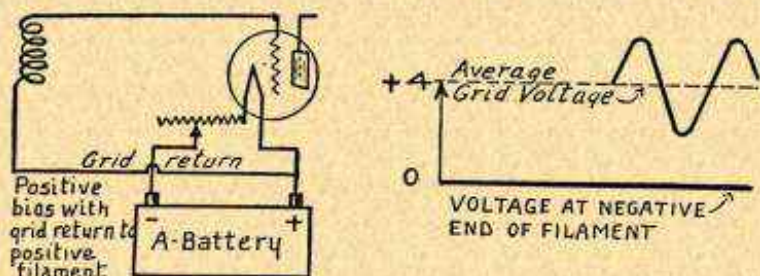 Grid return
Positive
bias with
grid return to
positive
filament
-
+
A-Battery
+4
Average
Grid Voltage
0
VOLTAGE AT NEGATIVE
END OF FILAMENT